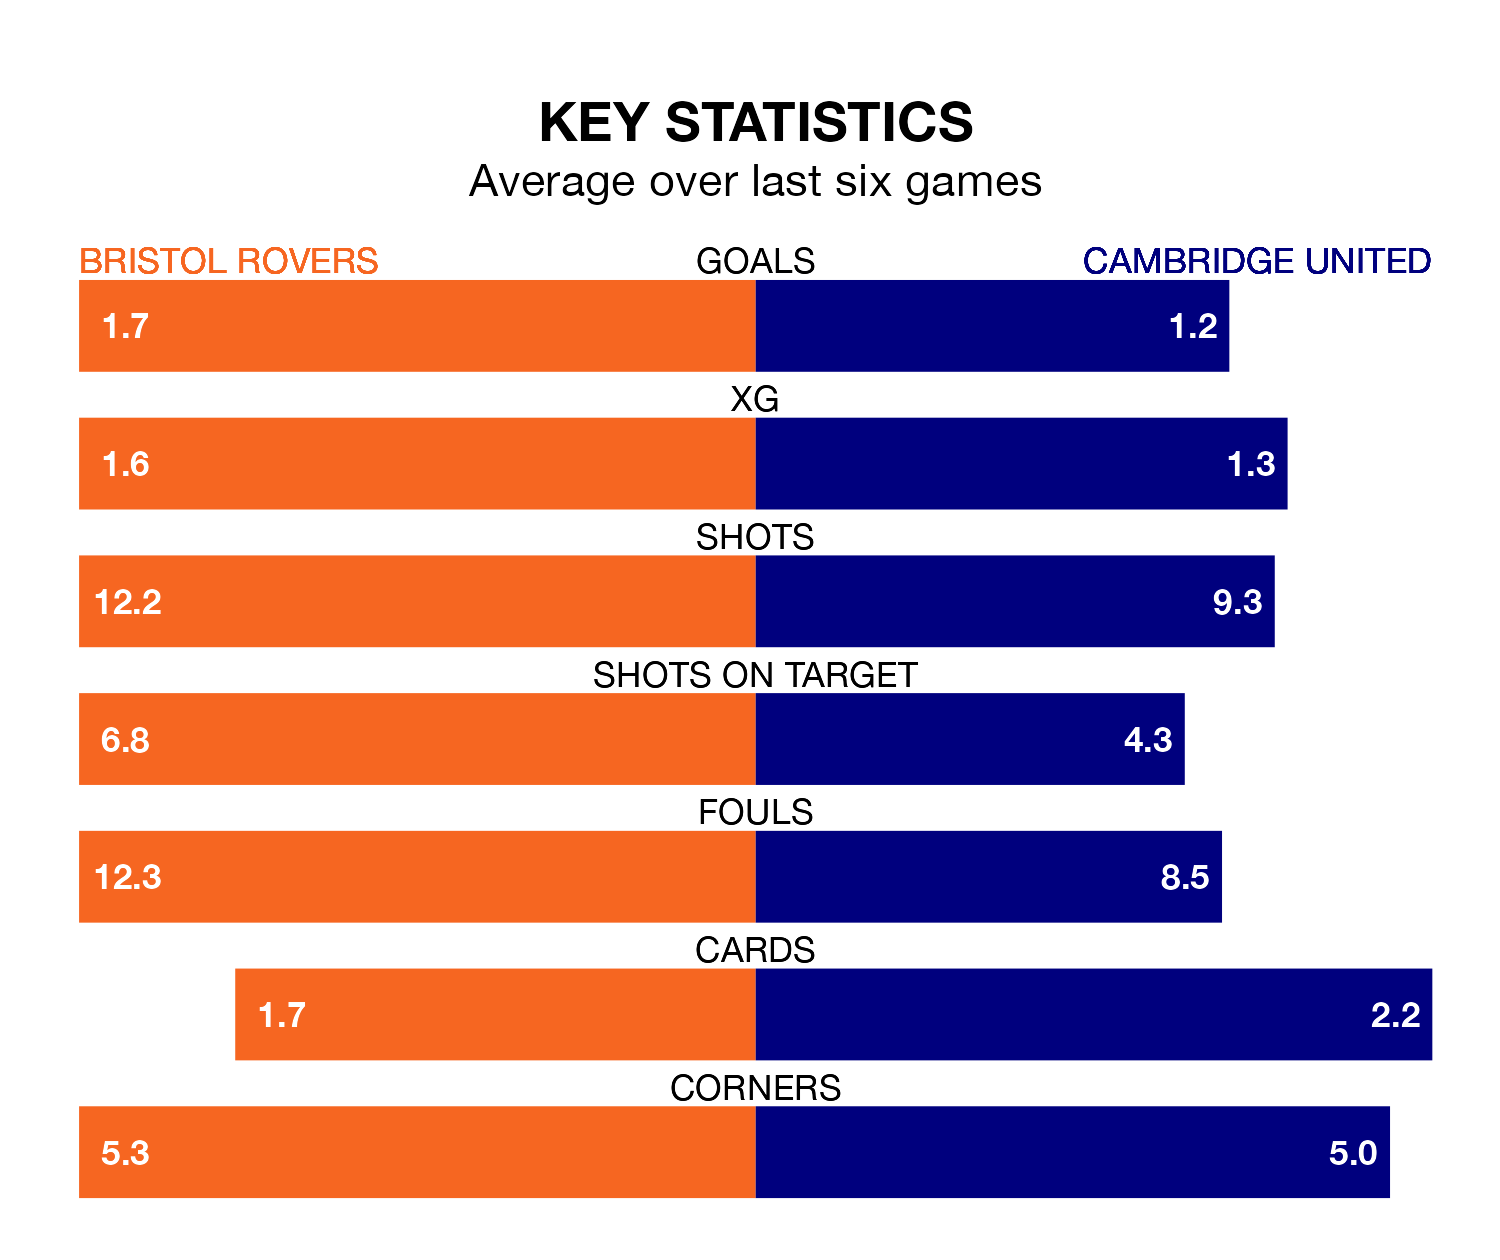 KEY STATISTICS
Average over last six games
BRISTOL ROVERS GOALS CAMBRIDGE UNITED
1.7 1.2
XG
1.6 1.3
SHOTS
12.2 9.3
SHOTS ON TARGET
6.8 4.3
FOULS
12.3 8.5
CARDS
1.7 2.2
CORNERS
5.3 5.0